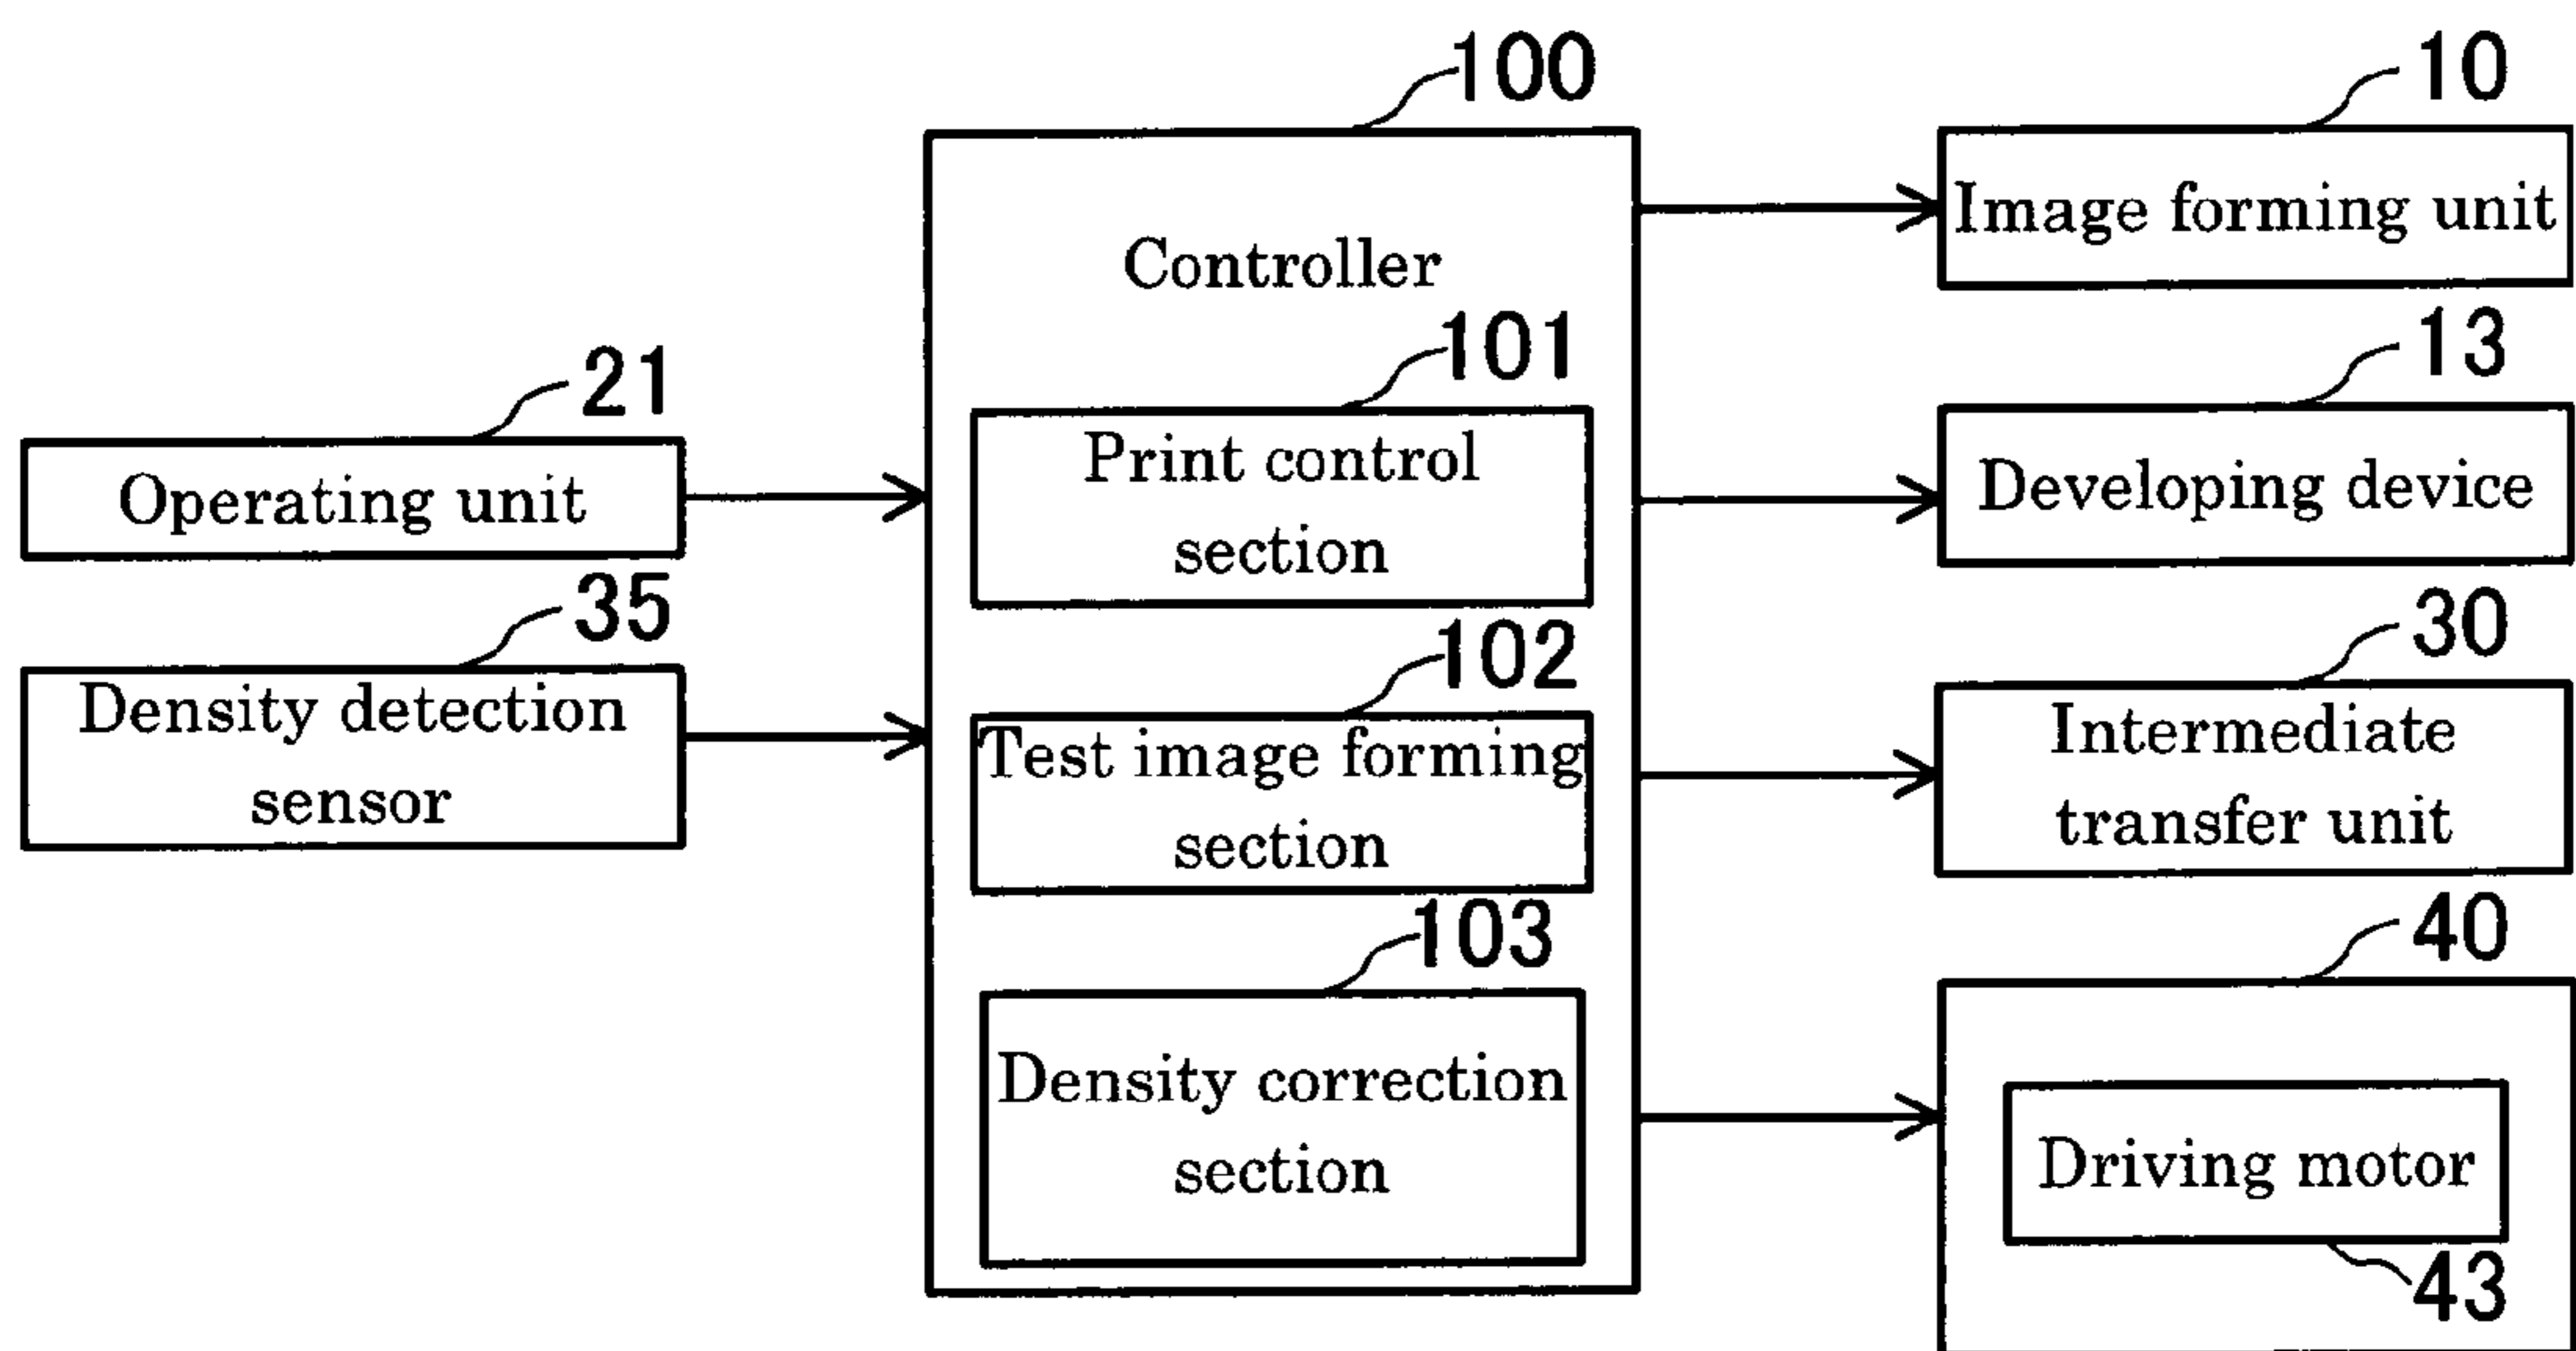 100
Controller
101
Print control
section
102
Test image forming
section
103
Density correction
section
21
Operating unit
35
Density detection
sensor
10
Image forming unit
13
Developing device
30
Intermediate
transfer unit
40
Driving motor
43